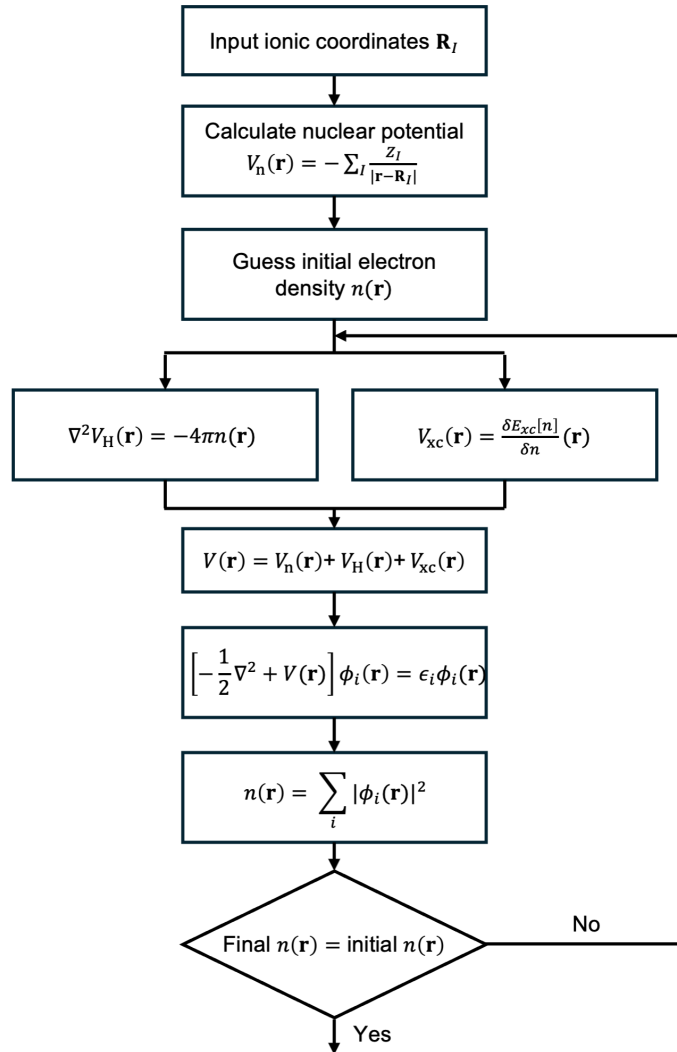 Input ionic coordinates 𝐑_I
Calculate nuclear potential
V_n(𝐫) = − ∑_I Z_I / |𝐫−𝐑_I|
Guess initial electron
density n(𝐫)
∇²V_H(𝐫) = −4πn(𝐫)
V_xc(𝐫) = δE_xc[n] / δn (𝐫)
V(𝐫) = V_n(𝐫)+ V_H(𝐫)+ V_xc(𝐫)
[−1/2 ∇² + V(𝐫)] ϕ_i(𝐫) = ϵ_iϕ_i(𝐫)
n(𝐫) = ∑_i |ϕ_i(𝐫)|²
Final n(𝐫) = initial n(𝐫)
No
Yes